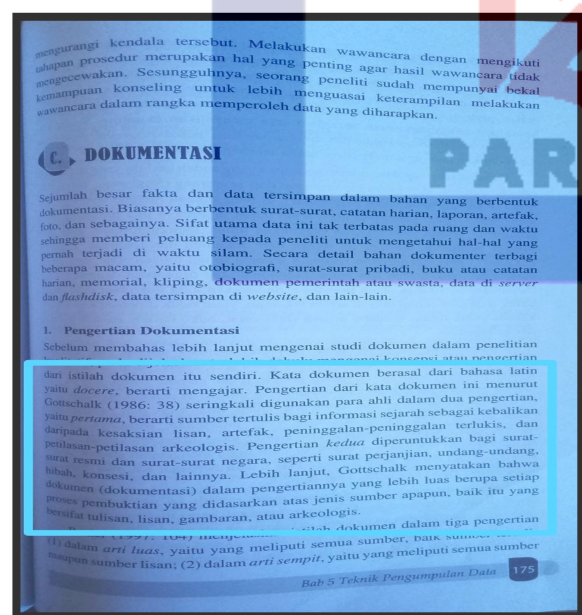 mengurangi kendala tersebut. Melakukan wawancara dengan mengikuti
tahapan prosedur merupakan hal yang penting agar hasil wawancara tidak
mengecewakan. Sesungguhnya, seorang peneliti sudah mempunyai bekal
kemampuan konseling untuk lebih menguasai keterampilan melakukan
wawancara dalam rangka memperoleh data yang diharapkan.
C. DOKUMENTASI
PAR
Sejumlah besar fakta dan data tersimpan dalam bahan yang berbentuk
dokumentasi. Biasanya berbentuk surat-surat, catatan harian, laporan, artefak,
foto, dan sebagainya. Sifat utama data ini tak terbatas pada ruang dan waktu
sehingga memberi peluang kepada peneliti untuk mengetahui hal-hal yang
pernah terjadi di waktu silam. Secara detail bahan dokumenter terbagi
beberapa macam, yaitu otobiografi, surat-surat pribadi, buku atau catatan
harian, memorial, kliping, dokumen pemerintah atau swasta, data di server
dan flashdisk, data tersimpan di website, dan lain-lain.
1. Pengertian Dokumentasi
Sebelum membahas lebih lanjut mengenai studi dokumen dalam penelitian
mengenai konsepsi atau pengertian
dari istilah dokumen itu sendiri. Kata dokumen berasal dari bahasa latin
yaitu docere, berarti mengajar. Pengertian dari kata dokumen ini menurut
Gottschalk (1986: 38) seringkali digunakan para ahli dalam dua pengertian,
yaitu pertama, berarti sumber tertulis bagi informasi sejarah sebagai kebalikan
daripada kesaksian lisan, artefak, peninggalan-peninggalan terlukis, dan
petilasan-petilasan arkeologis. Pengertian kedua diperuntukkan bagi surat-
surat resmi dan surat-surat negara, seperti surat perjanjian, undang-undang,
hibah, konsesi, dan lainnya. Lebih lanjut, Gottschalk menyatakan bahwa
dokumen (dokumentasi) dalam pengertiannya yang lebih luas berupa setiap
proses pembuktian yang didasarkan atas jenis sumber apapun, baik itu yang
bersifat tulisan, lisan, gambaran, atau arkeologis.
(1997: 104) istilah dokumen dalam tiga pengertian
(1) dalam arti luas, yaitu yang meliputi semua sumber, baik sumber
maupun sumber lisan; (2) dalam arti sempit, yaitu yang meliputi semua sumber
Bab 5 Teknik Pengumpulan Data 175